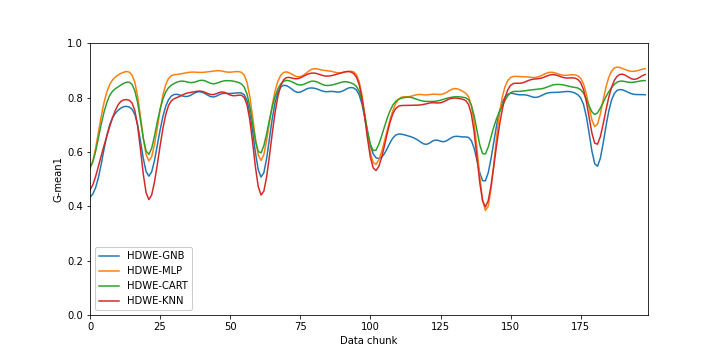 1.0
0.8
0.6
0.4
0.2
0.0
G-mean1
HDWE-GNB
HDWE-MLP
HDWE-CART
HDWE-KNN
0 25 50 75 100 125 150 175
Data chunk